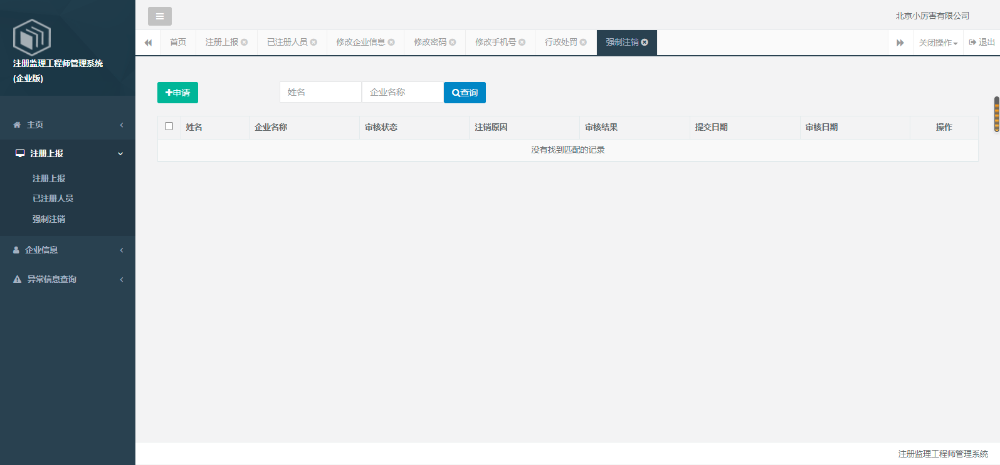 注册监理工程师管理系统
(企业版)
主页
注册上报
注册上报
已注册人员
强制注销
企业信息
异常信息查询
北京小厉害有限公司
首页 注册上报 已注册人员 修改企业信息 修改密码 修改手机号 行政处罚 强制注销 关闭操作 退出
申请 姓名 企业名称 查询
姓名 企业名称 审核状态 注销原因 审核结果 提交日期 审核日期 操作
没有找到匹配的记录
注册监理工程师管理系统